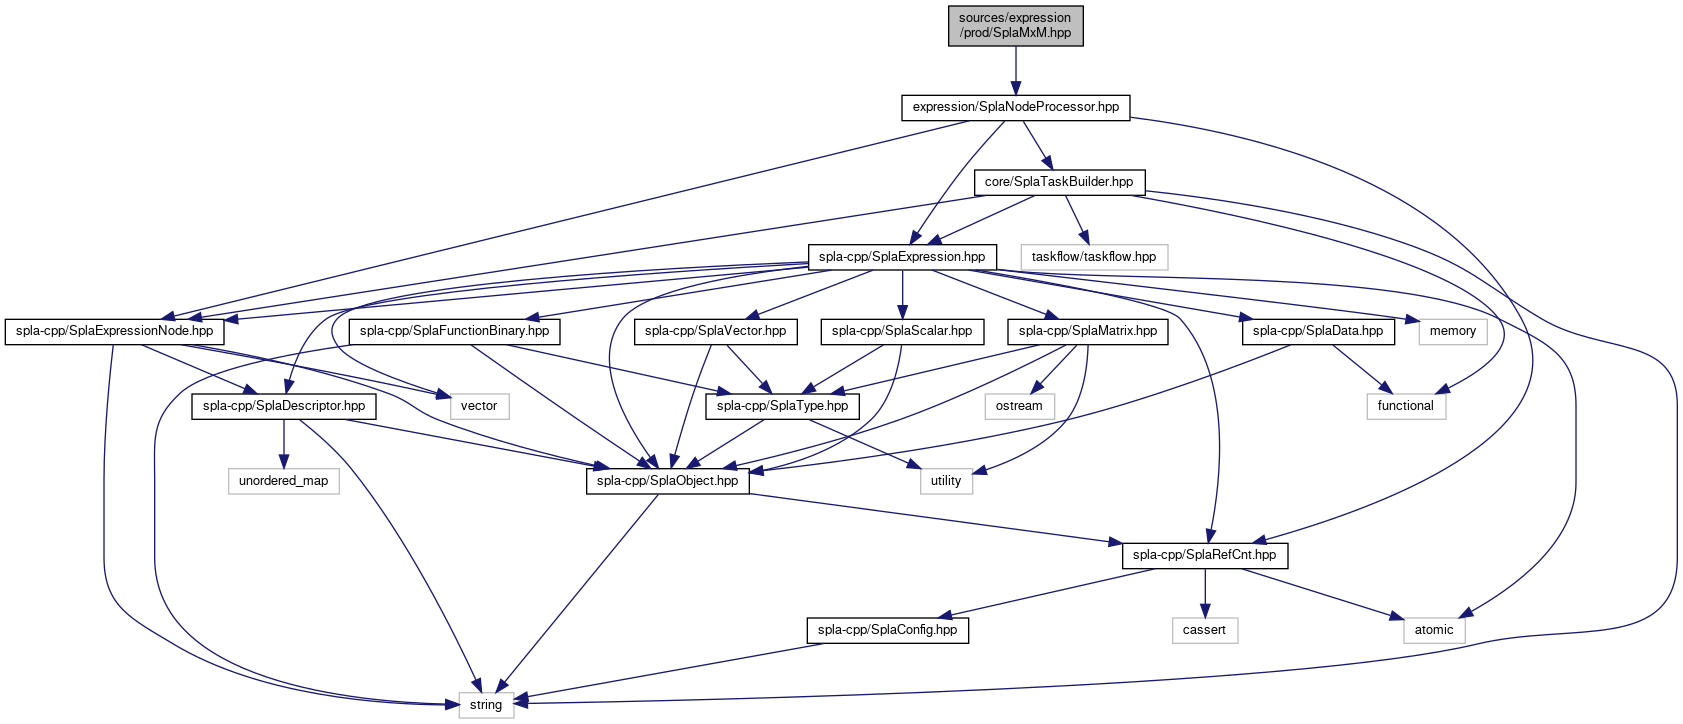 sources/expression
/prod/SplaMxM.hpp
expression/SplaNodeProcessor.hpp
core/SplaTaskBuilder.hpp
spla-cpp/SplaExpression.hpp
taskflow/taskflow.hpp
spla-cpp/SplaExpressionNode.hpp
spla-cpp/SplaFunctionBinary.hpp
spla-cpp/SplaVector.hpp
spla-cpp/SplaScalar.hpp
spla-cpp/SplaMatrix.hpp
spla-cpp/SplaData.hpp
memory
spla-cpp/SplaDescriptor.hpp
vector
spla-cpp/SplaType.hpp
ostream
functional
unordered_map
spla-cpp/SplaObject.hpp
utility
spla-cpp/SplaRefCnt.hpp
spla-cpp/SplaConfig.hpp
cassert
atomic
string